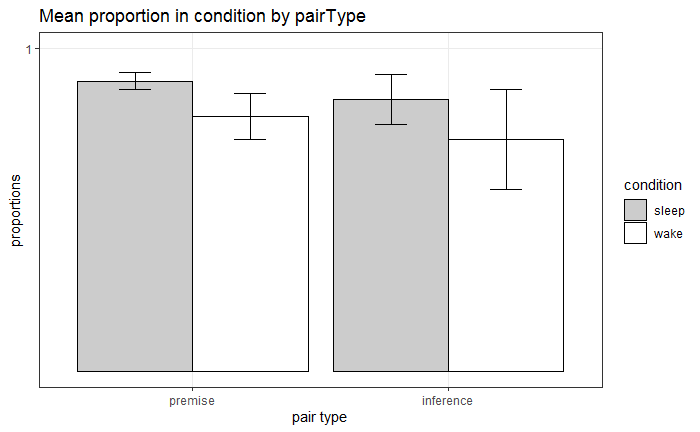 Mean proportion in condition by pairType
1
proportions
premise
inference
pair type
condition
sleep
wake